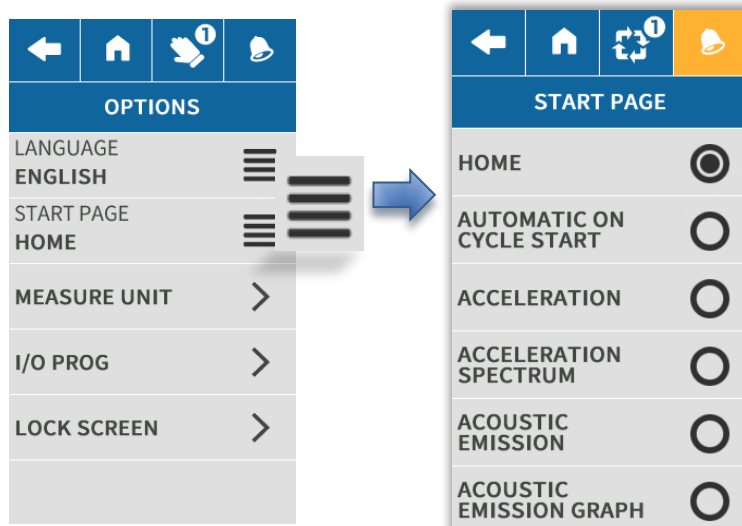 1
OPTIONS
LANGUAGE
ENGLISH
START PAGE
HOME
MEASURE UNIT
I/O PROG
LOCK SCREEN
1
START PAGE
HOME
AUTOMATIC ON
CYCLE START
ACCELERATION
ACCELERATION
SPECTRUM
ACOUSTIC
EMISSION
ACOUSTIC
EMISSION GRAPH